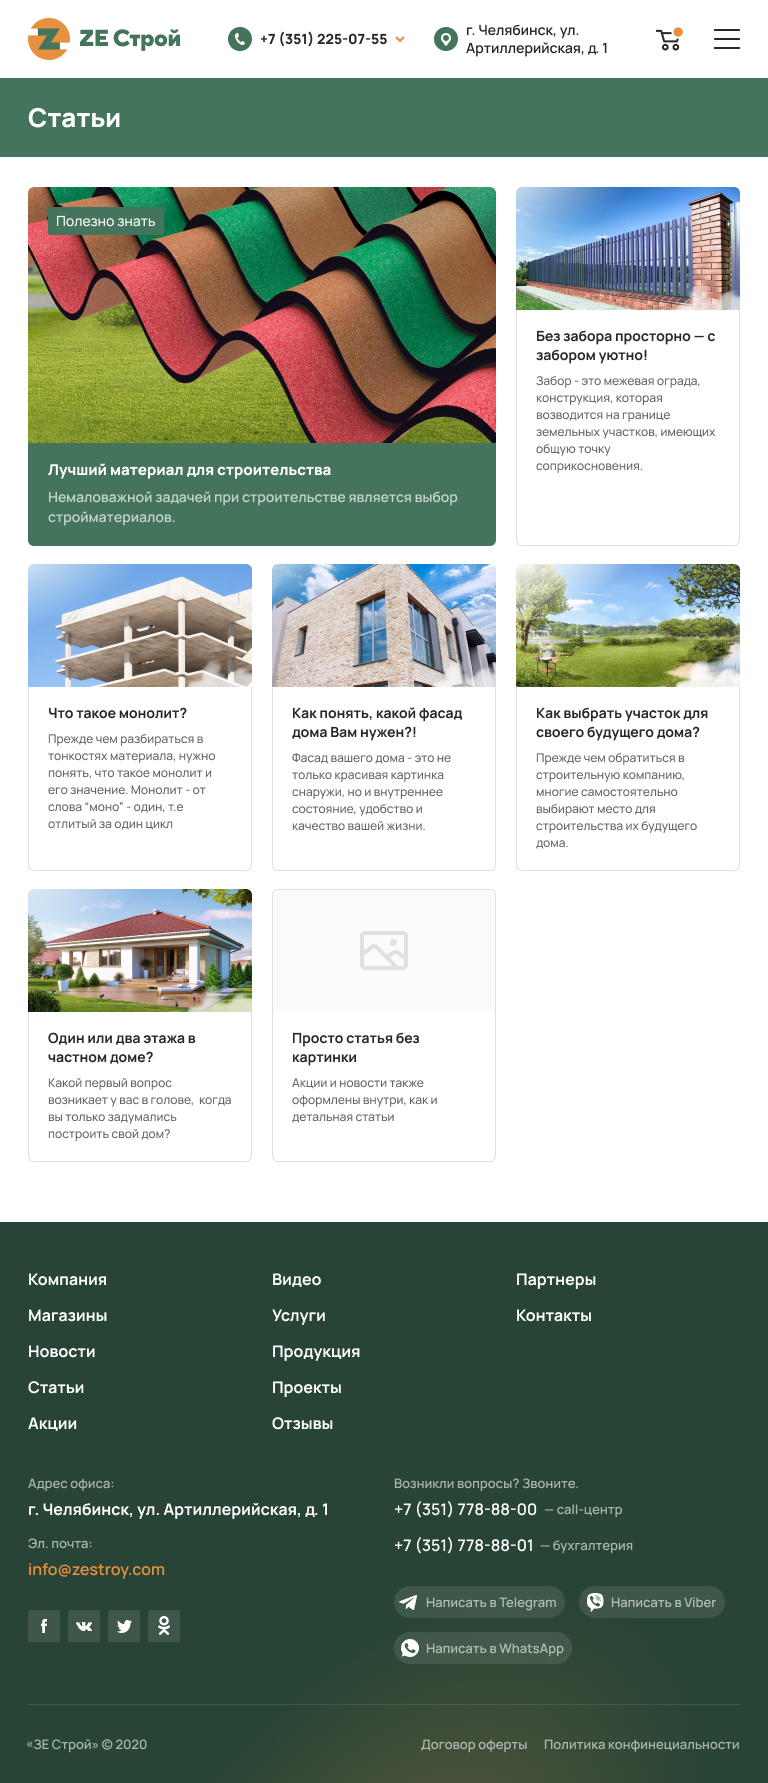 ZE Строй
+7 (351) 225-07-55
г. Челябинск, ул.
Артиллерийская, д. 1
Статьи
Полезно знать
Лучший материал для строительства
Немаловажной задачей при строительстве является выбор
стройматериалов.
Без забора просторно — с
забором уютно!
Забор - это межевая ограда,
конструкция, которая
возводится на границе
земельных участков, имеющих
общую точку
соприкосновения.
Что такое монолит?
Прежде чем разбираться в
тонкостях материала, нужно
понять, что такое монолит и
его значение. Монолит - от
слова “моно” - один, т.е
отлитый за один цикл
Как понять, какой фасад
дома Вам нужен?!
Фасад вашего дома - это не
только красивая картинка
снаружи, но и внутреннее
состояние, удобство и
качество вашей жизни.
Как выбрать участок для
своего будущего дома?
Прежде чем обратиться в
строительную компанию,
многие самостоятельно
выбирают место для
строительства их будущего
дома.
Один или два этажа в
частном доме?
Какой первый вопрос
возникает у вас в голове, когда
вы только задумались
построить свой дом?
Просто статья без
картинки
Акции и новости также
оформлены внутри, как и
детальная статьи
Компания
Магазины
Новости
Статьи
Акции
Видео
Услуги
Продукция
Проекты
Отзывы
Партнеры
Контакты
Адрес офиса:
г. Челябинск, ул. Артиллерийская, д. 1
Эл. почта:
info@zestroy.com
Возникли вопросы? Звоните.
+7 (351) 778-88-00 — call-центр
+7 (351) 778-88-01 — бухгалтерия
Написать в Telegram
Написать в Viber
Написать в WhatsApp
«ЗЕ Строй» © 2020
Договор оферты
Политика конфинециальности